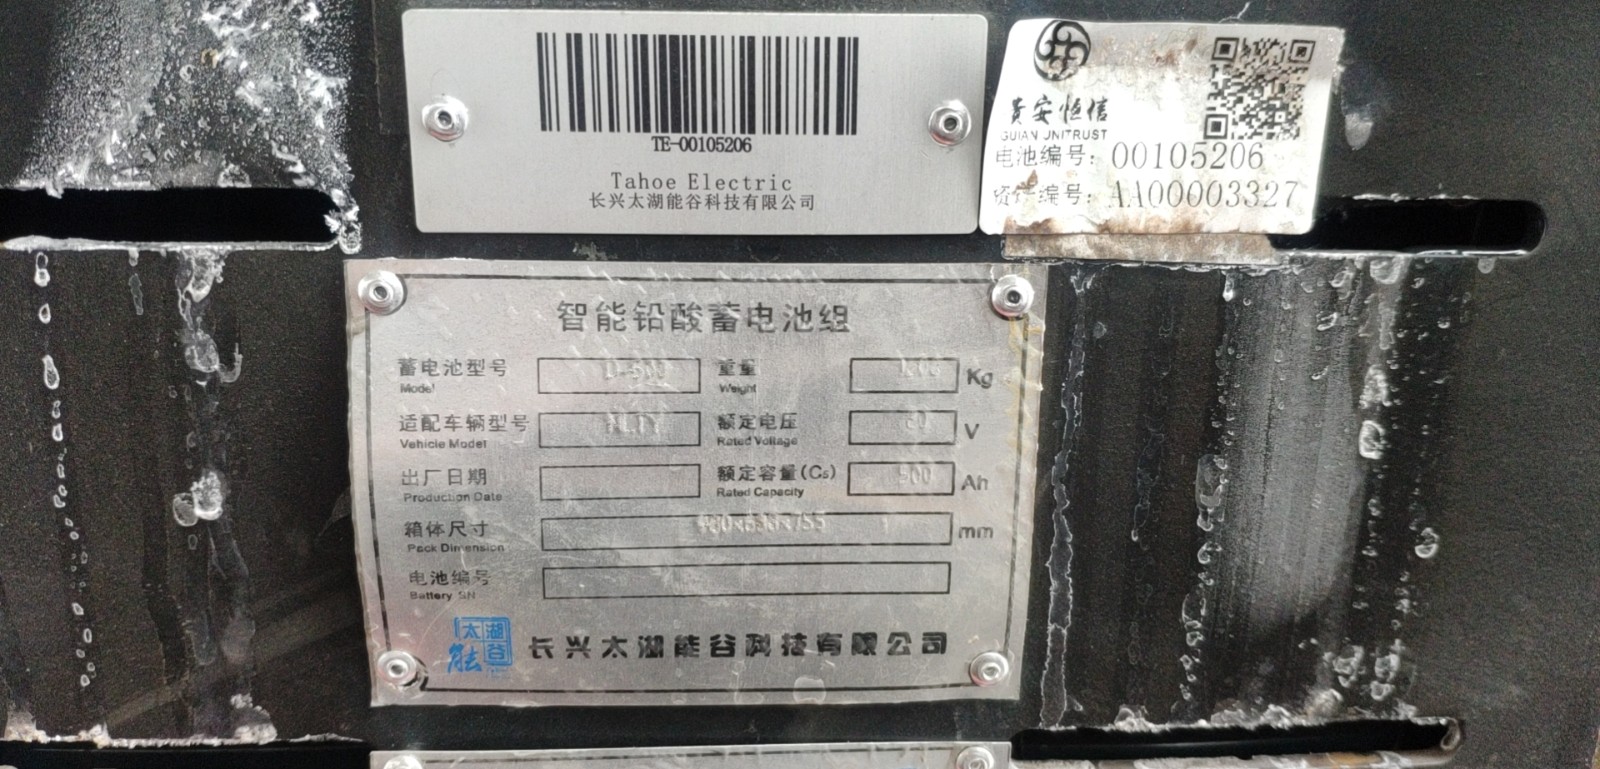 TE-00105206
Tahoe Electric
长兴太湖能谷科技有限公司
贵安恒信
GUIAN UNITRUST
电池编号: 00105206
资产编号: AA00003327
智能铅酸蓄电池组
蓄电池型号
Model
重量
Weight
Kg
适配车辆型号
Vehicle Model
额定电压
Rated Voltage
80 V
出厂日期
Production Date
额定容量(C₅)
Rated Capacity
500 Ah
箱体尺寸
Pack Dimension
mm
电池编号
Battery SN
太湖能谷
长兴太湖能谷科技有限公司